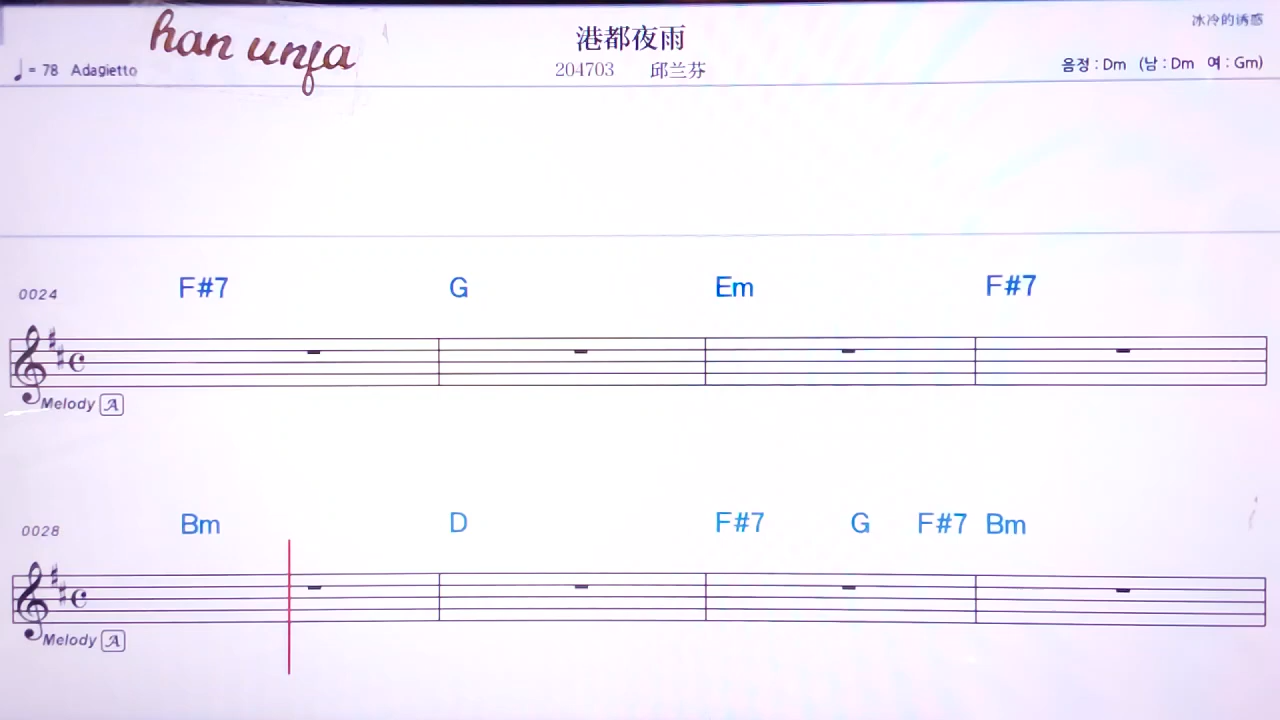 han unfa
港都夜雨
冰冷的诱惑
♩= 78 Adagietto
204703 邱兰芬
음정 : Dm (남 : Dm 여 : Gm)
0024 F#7 G Em F#7
Melody A
0028 Bm D F#7 G F#7 Bm
Melody A